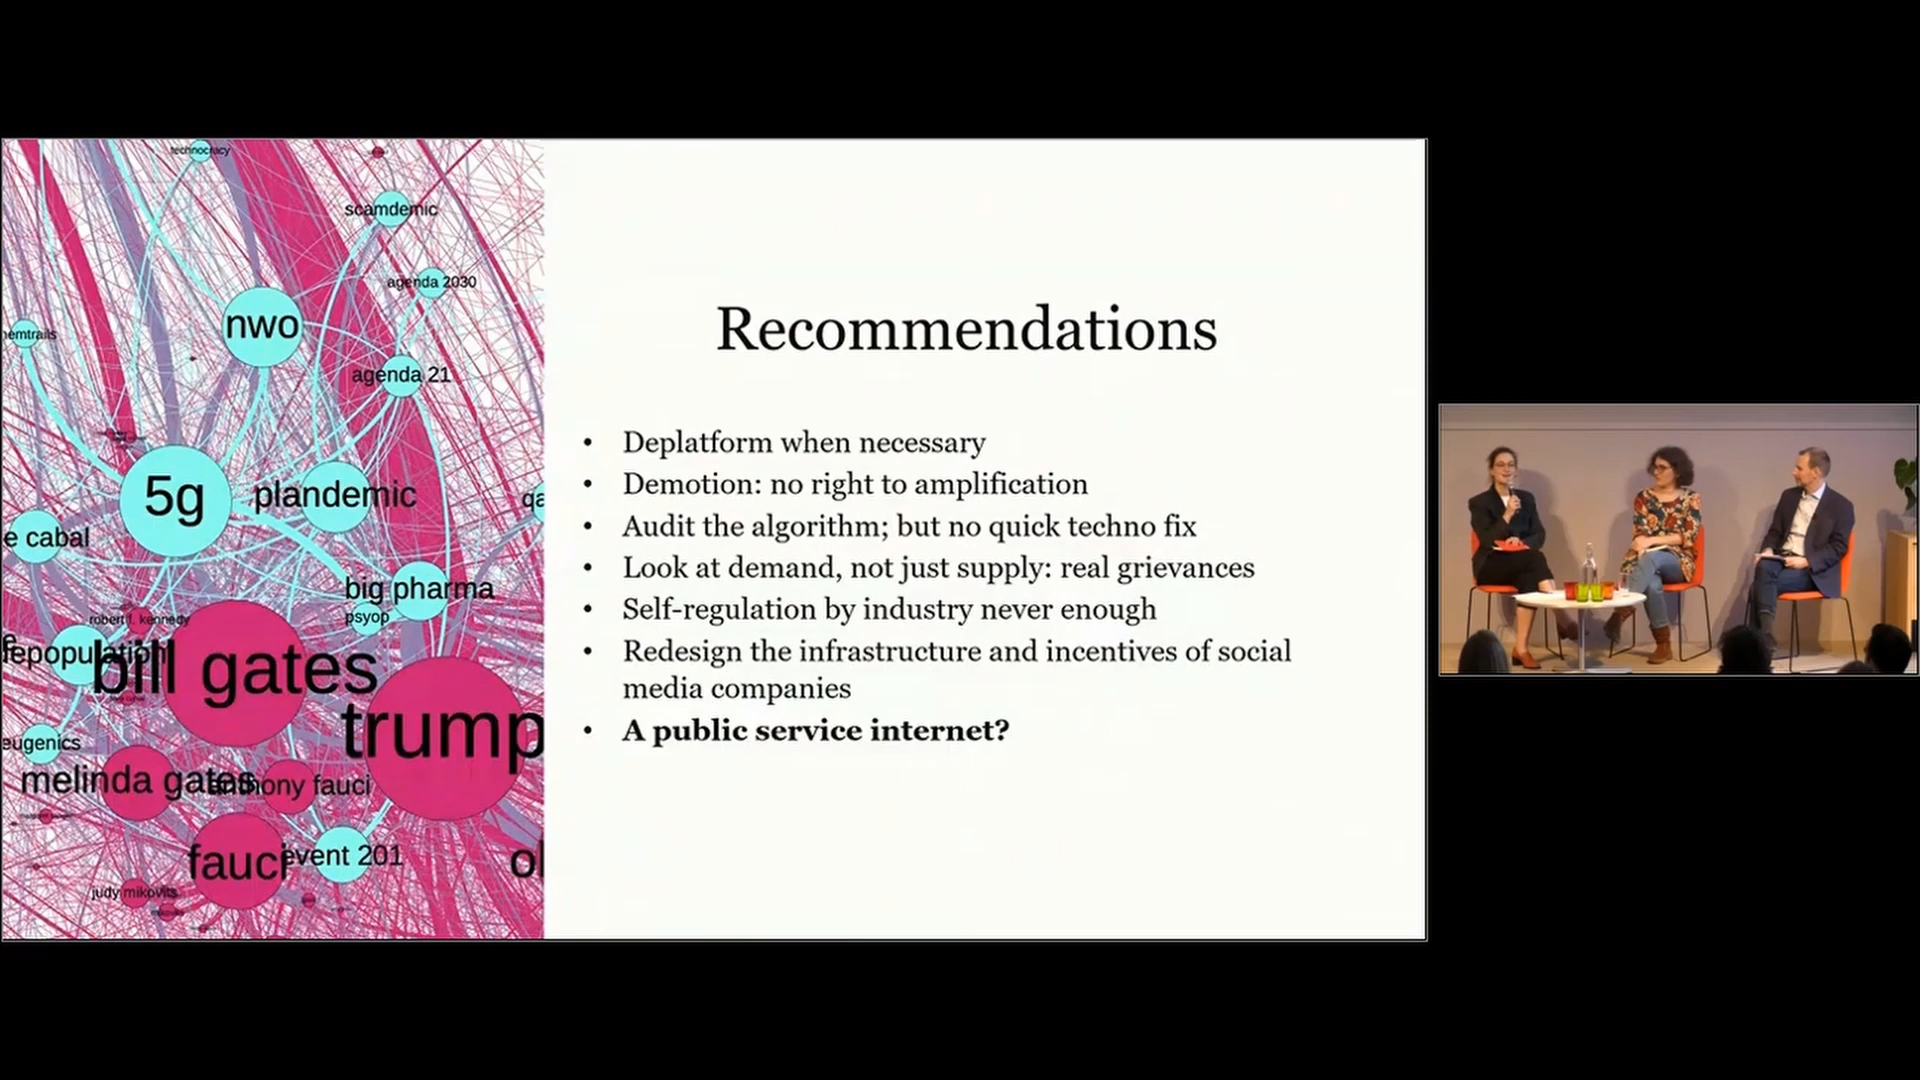 technocracy
scamdemic
agenda 2030
nwo
agenda 21
5g
plandemic
e cabal
big pharma
psyop
robert f. kennedy
bill gates
trump
eugenics
melinda gates
fauci
event 201
judy mikovits
Recommendations
• Deplatform when necessary
• Demotion: no right to amplification
• Audit the algorithm; but no quick techno fix
• Look at demand, not just supply: real grievances
• Self-regulation by industry never enough
• Redesign the infrastructure and incentives of social
media companies
• A public service internet?